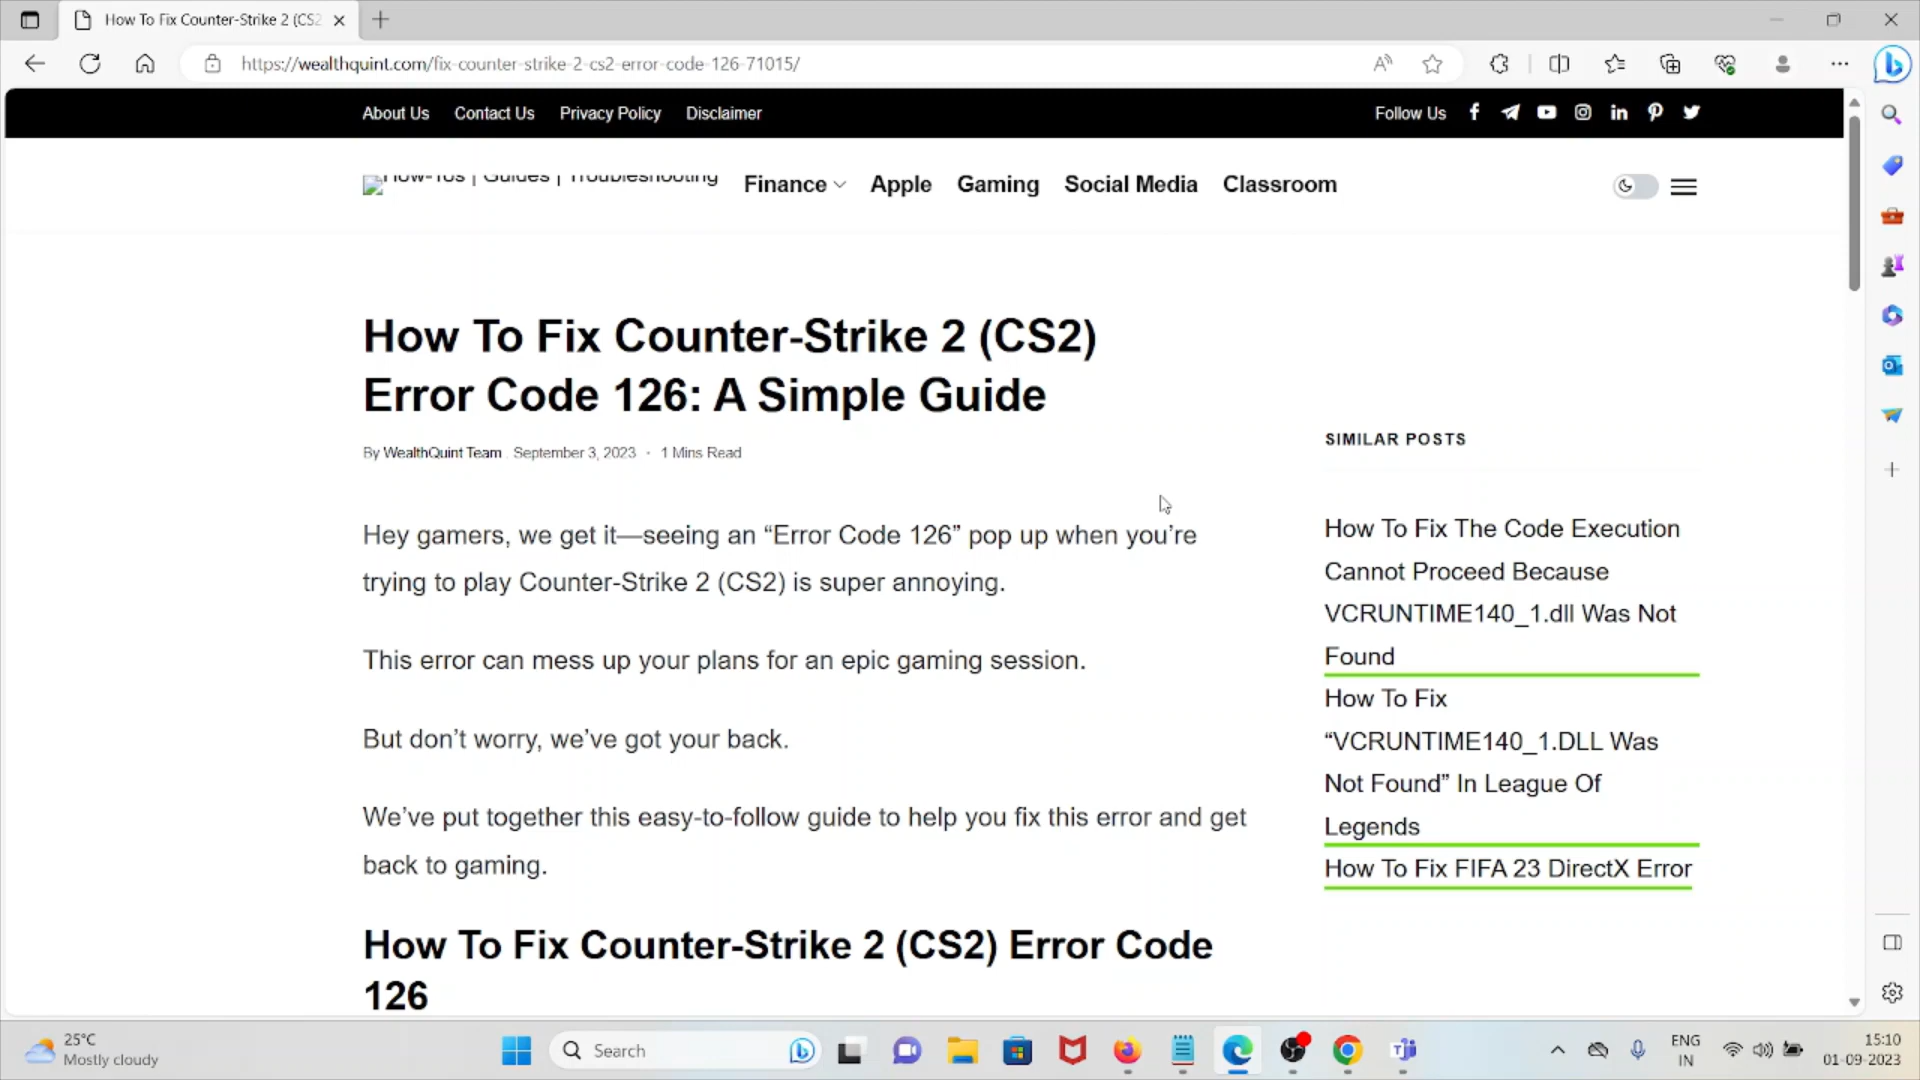 How To Fix Counter-Strike 2 (CS2
https://wealthquint.com/fix-counter-strike-2-cs2-error-code-126-71015/
About Us Contact Us Privacy Policy Disclaimer Follow Us
How-Tos | Guides | Troubleshooting Finance Apple Gaming Social Media Classroom
How To Fix Counter-Strike 2 (CS2)
Error Code 126: A Simple Guide
By WealthQuint Team . September 3, 2023 · 1 Mins Read
Hey gamers, we get it—seeing an “Error Code 126” pop up when you’re
trying to play Counter-Strike 2 (CS2) is super annoying.
This error can mess up your plans for an epic gaming session.
But don’t worry, we’ve got your back.
We’ve put together this easy-to-follow guide to help you fix this error and get
back to gaming.
How To Fix Counter-Strike 2 (CS2) Error Code
126
SIMILAR POSTS
How To Fix The Code Execution
Cannot Proceed Because
VCRUNTIME140_1.dll Was Not
Found
How To Fix
“VCRUNTIME140_1.DLL Was
Not Found” In League Of
Legends
How To Fix FIFA 23 DirectX Error
25°C
Mostly cloudy
Search
ENG
IN
15:10
01-09-2023